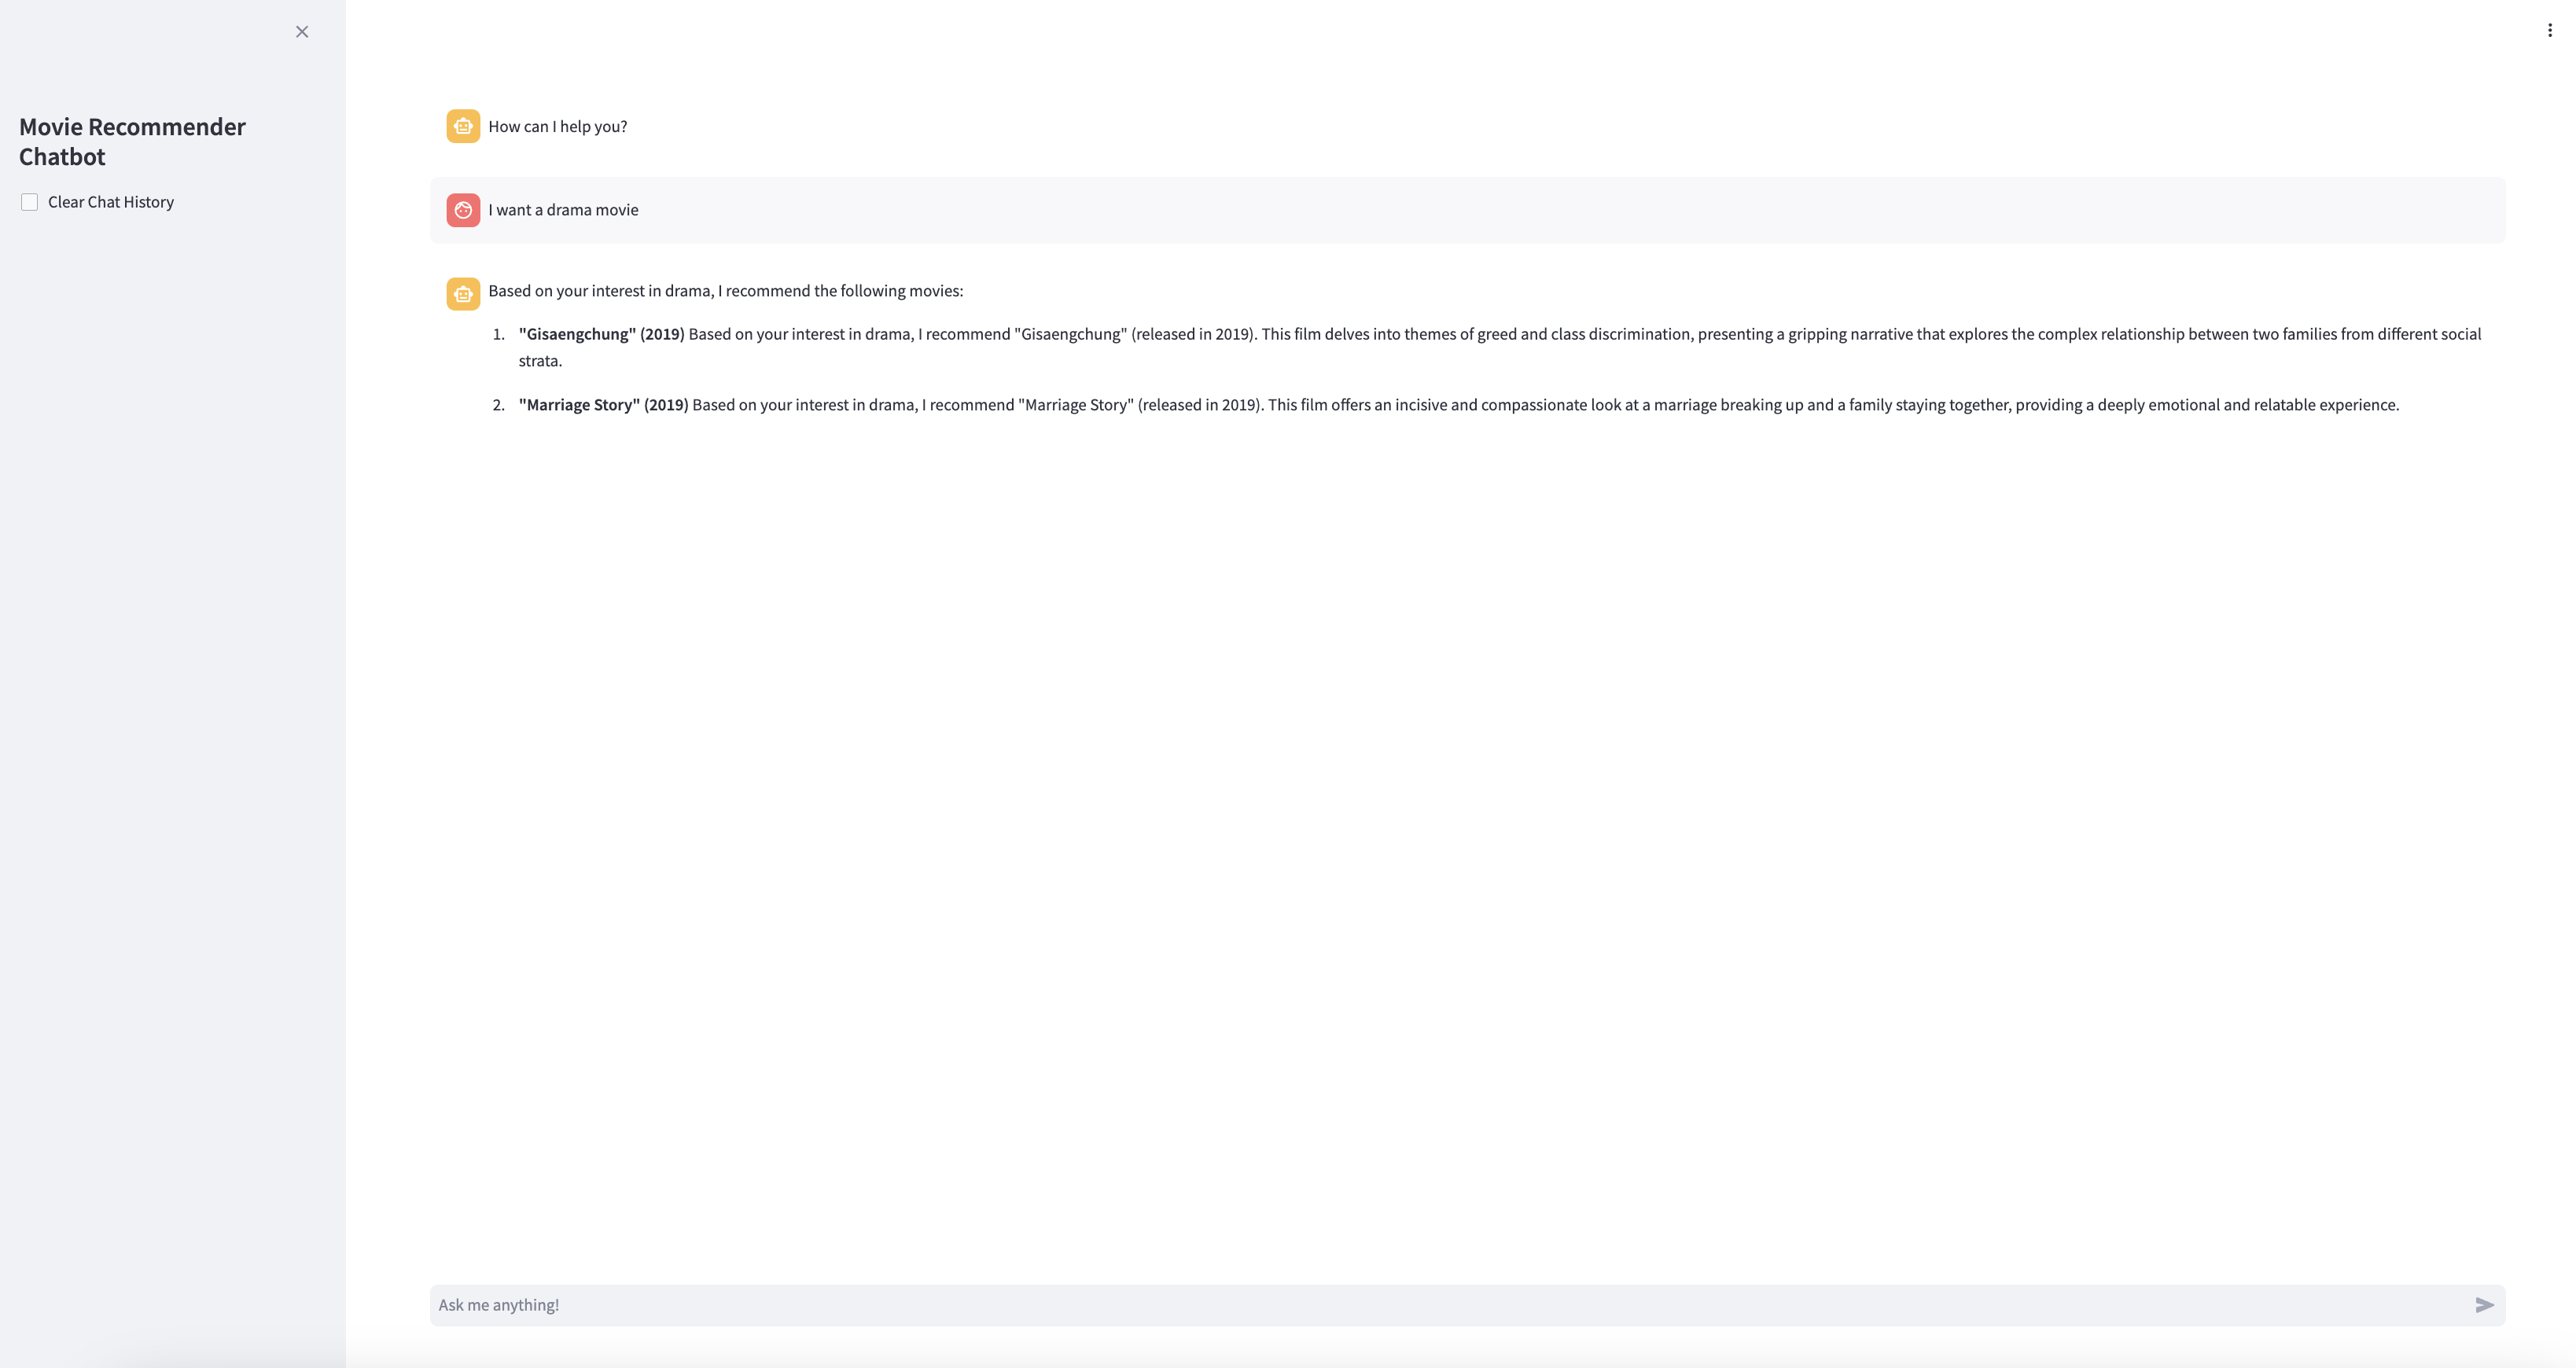 Movie Recommender
Chatbot
Clear Chat History
How can I help you?
I want a drama movie
Based on your interest in drama, I recommend the following movies:
1. "Gisaengchung" (2019) Based on your interest in drama, I recommend "Gisaengchung" (released in 2019). This film delves into themes of greed and class discrimination, presenting a gripping narrative that explores the complex relationship between two families from different social
strata.
2. "Marriage Story" (2019) Based on your interest in drama, I recommend "Marriage Story" (released in 2019). This film offers an incisive and compassionate look at a marriage breaking up and a family staying together, providing a deeply emotional and relatable experience.
Ask me anything!